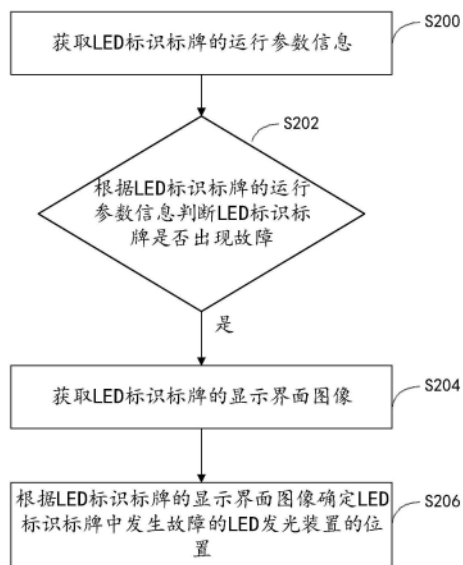 获取LED标识标牌的运行参数信息
S200
S202
根据LED标识标牌的运行
参数信息判断LED标识标
牌是否出现故障
是
获取LED标识标牌的显示界面图像
S204
根据LED标识标牌的显示界面图像确定LED
标识标牌中发生故障的LED发光装置的位
置
S206